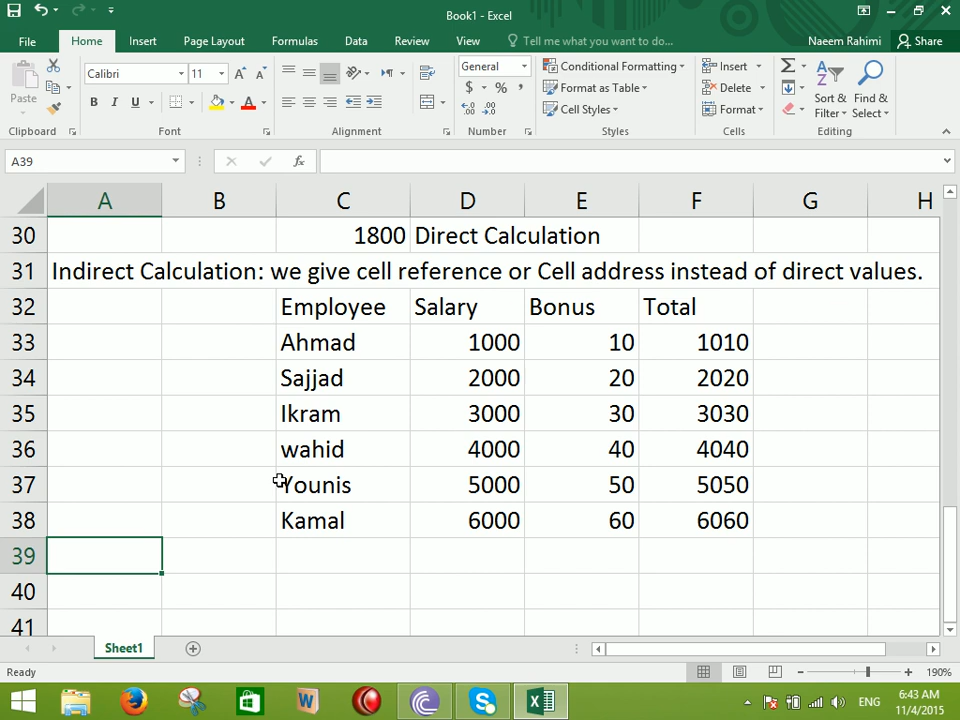 Book1 - Excel
File Home Insert Page Layout Formulas Data Review View Tell me what you want to do... Naeem Rahimi Share
Paste Calibri 11 General Conditional Formatting Insert
B I U A $ % , Format as Table Delete Sort & Find &
Cell Styles Format Filter Select
Clipboard Font Alignment Number Styles Cells Editing
A39 fx
A B C D E F G H
30 1800 Direct Calculation
31 Indirect Calculation: we give cell reference or Cell address instead of direct values.
32 Employee Salary Bonus Total
33 Ahmad 1000 10 1010
34 Sajjad 2000 20 2020
35 Ikram 3000 30 3030
36 wahid 4000 40 4040
37 Younis 5000 50 5050
38 Kamal 6000 60 6060
39
40
41
Sheet1
Ready 190%
ENG 6:43 AM
11/4/2015